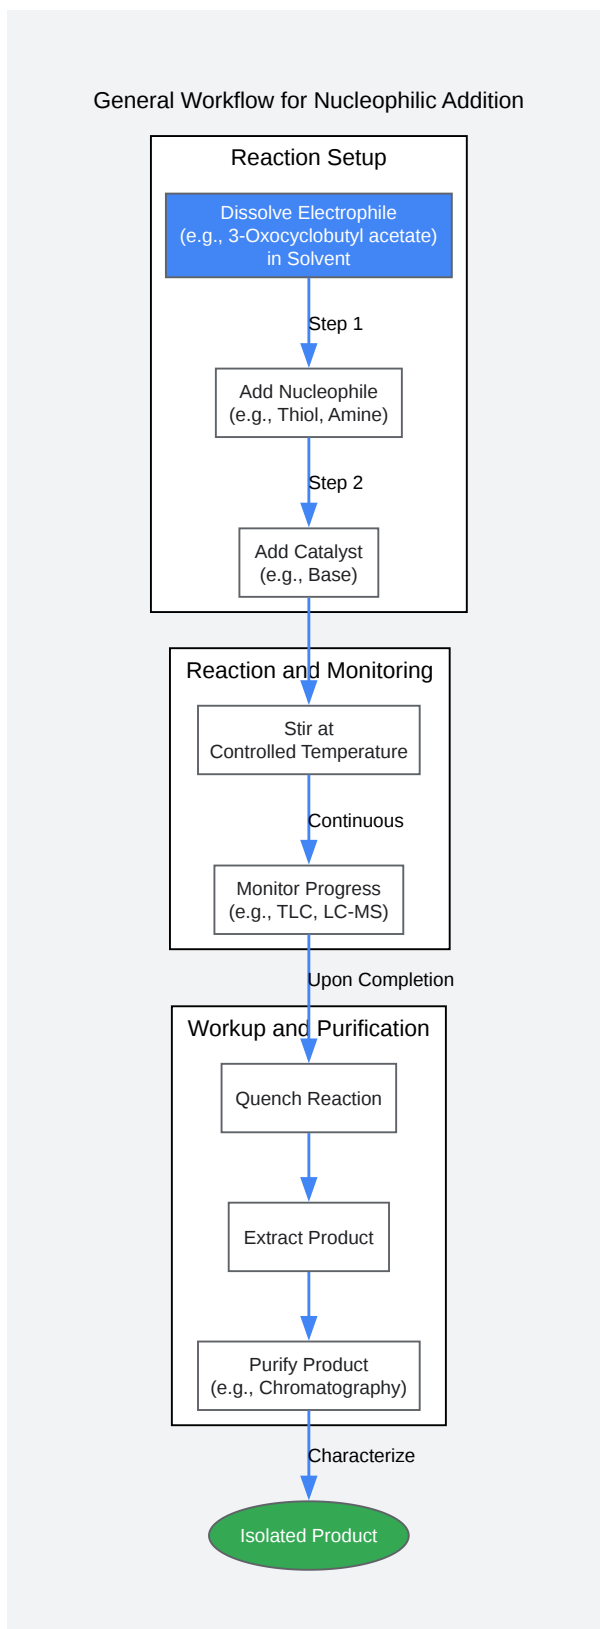 General Workflow for Nucleophilic Addition
Reaction Setup
Dissolve Electrophile
(e.g., 3-Oxocyclobutyl acetate)
in Solvent
Step 1
Add Nucleophile
(e.g., Thiol, Amine)
Step 2
Add Catalyst
(e.g., Base)
Reaction and Monitoring
Stir at
Controlled Temperature
Continuous
Monitor Progress
(e.g., TLC, LC-MS)
Upon Completion
Workup and Purification
Quench Reaction
Extract Product
Purify Product
(e.g., Chromatography)
Characterize
Isolated Product